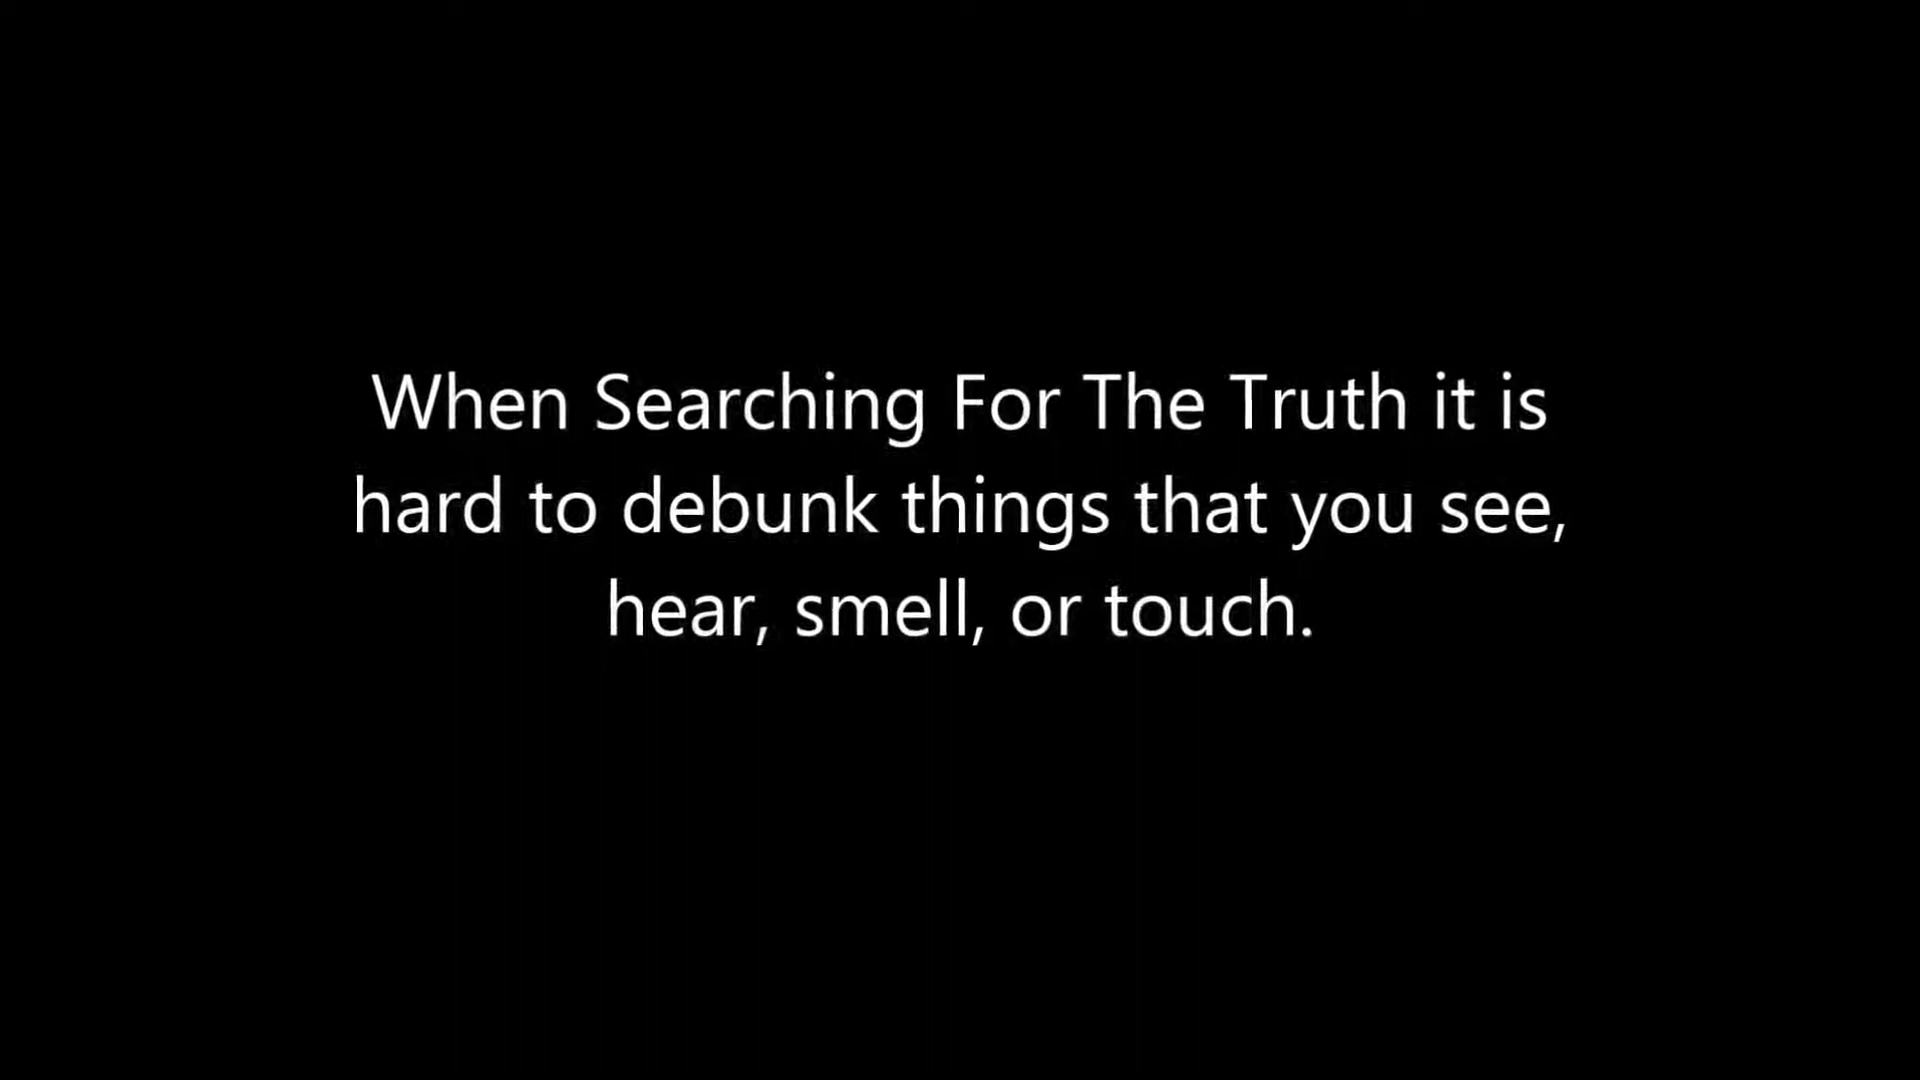 When Searching For The Truth it is
hard to debunk things that you see,
hear, smell, or touch.